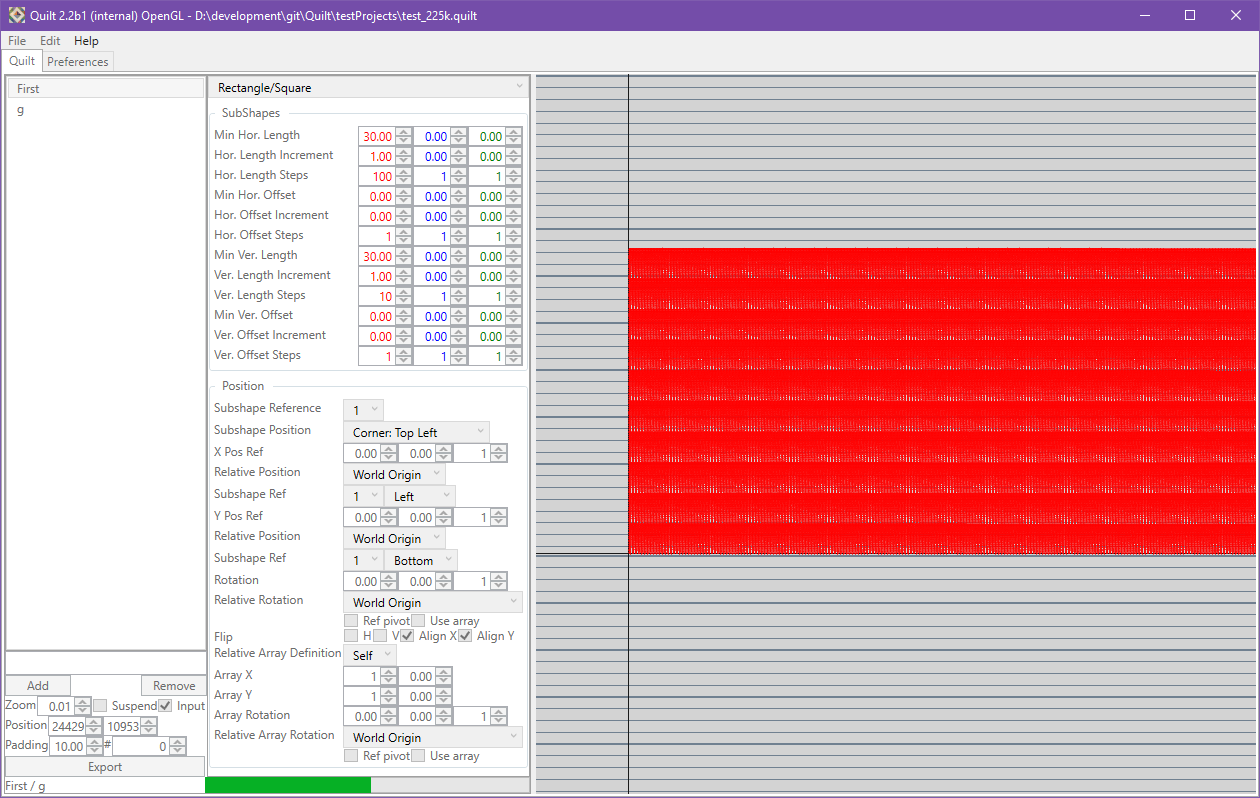 Quilt 2.2b1 (internal) OpenGL - D:\development\git\Quilt\testProjects\test_225k.quilt
File Edit Help
Quilt Preferences
First
g
Rectangle/Square
SubShapes
Min Hor. Length 30.00 0.00 0.00
Hor. Length Increment 1.00 0.00 0.00
Hor. Length Steps 100 1 1
Min Hor. Offset 0.00 0.00 0.00
Hor. Offset Increment 0.00 0.00 0.00
Hor. Offset Steps 1 1 1
Min Ver. Length 30.00 0.00 0.00
Ver. Length Increment 1.00 0.00 0.00
Ver. Length Steps 10 1 1
Min Ver. Offset 0.00 0.00 0.00
Ver. Offset Increment 0.00 0.00 0.00
Ver. Offset Steps 1 1 1
Position
Subshape Reference 1
Subshape Position Corner: Top Left
X Pos Ref 0.00 0.00 1
Relative Position World Origin
Subshape Ref 1 Left
Y Pos Ref 0.00 0.00 1
Relative Position World Origin
Subshape Ref 1 Bottom
Rotation 0.00 0.00 1
Relative Rotation World Origin
Ref pivot Use array
Flip H V Align X Align Y
Relative Array Definition Self
Array X 1 0.00
Array Y 1 0.00
Array Rotation 0.00 0.00 1
Relative Array Rotation World Origin
Ref pivot Use array
Add Remove
Zoom 0.01 Suspend Input
Position 24429 10953
Padding 10.00 # 0
Export
First / g